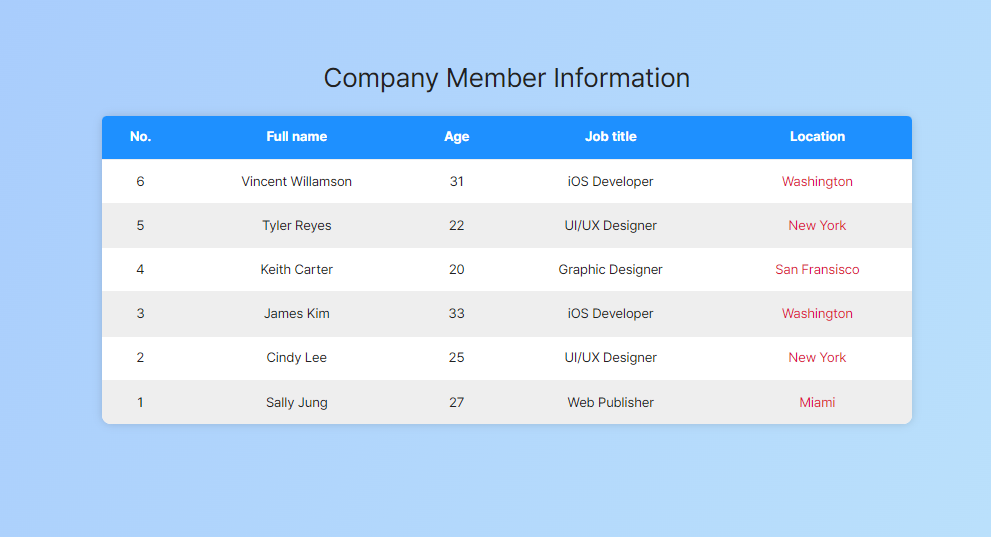 Company Member Information
No. Full name Age Job title Location
6 Vincent Willamson 31 iOS Developer Washington
5 Tyler Reyes 22 UI/UX Designer New York
4 Keith Carter 20 Graphic Designer San Fransisco
3 James Kim 33 iOS Developer Washington
2 Cindy Lee 25 UI/UX Designer New York
1 Sally Jung 27 Web Publisher Miami